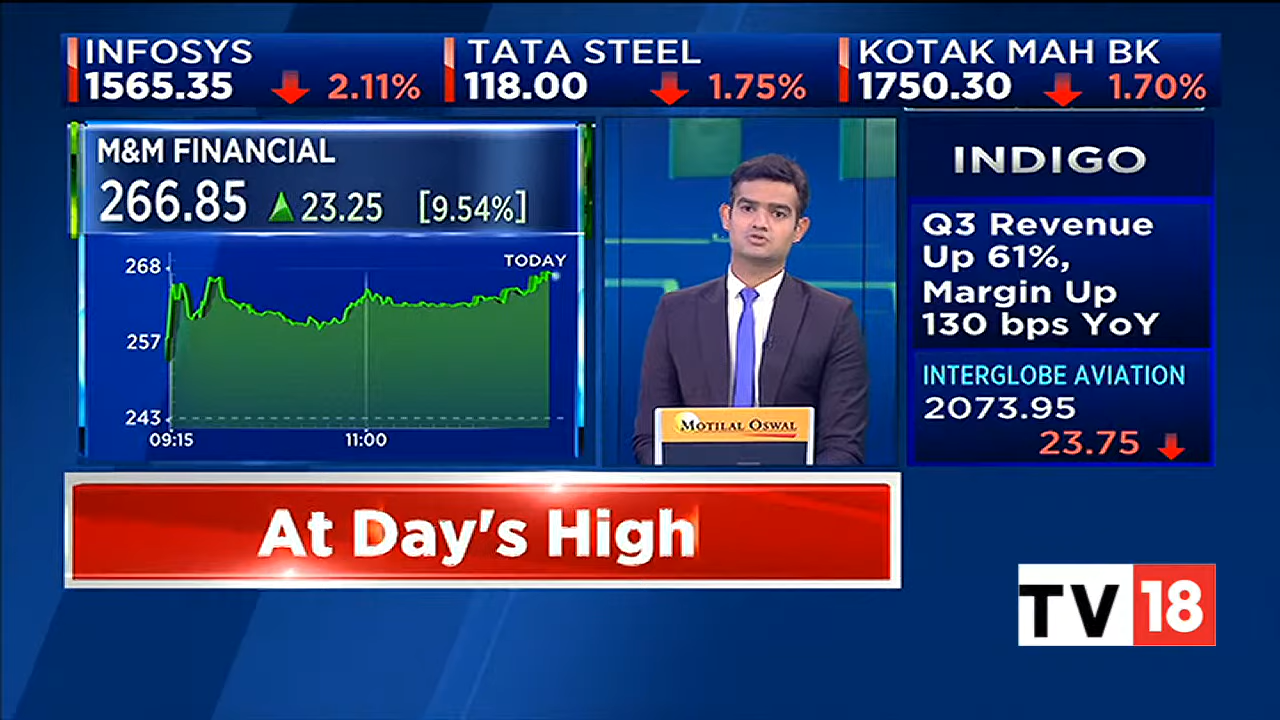 INFOSYS
1565.35 2.11%
TATA STEEL
118.00 1.75%
KOTAK MAH BK
1750.30 1.70%
M&M FINANCIAL
266.85 23.25 [9.54%]
TODAY
268
257
243
09:15 11:00
MOTILAL OSWAL
INDIGO
Q3 Revenue
Up 61%,
Margin Up
130 bps YoY
INTERGLOBE AVIATION
2073.95
23.75
At Day's High
TV 18